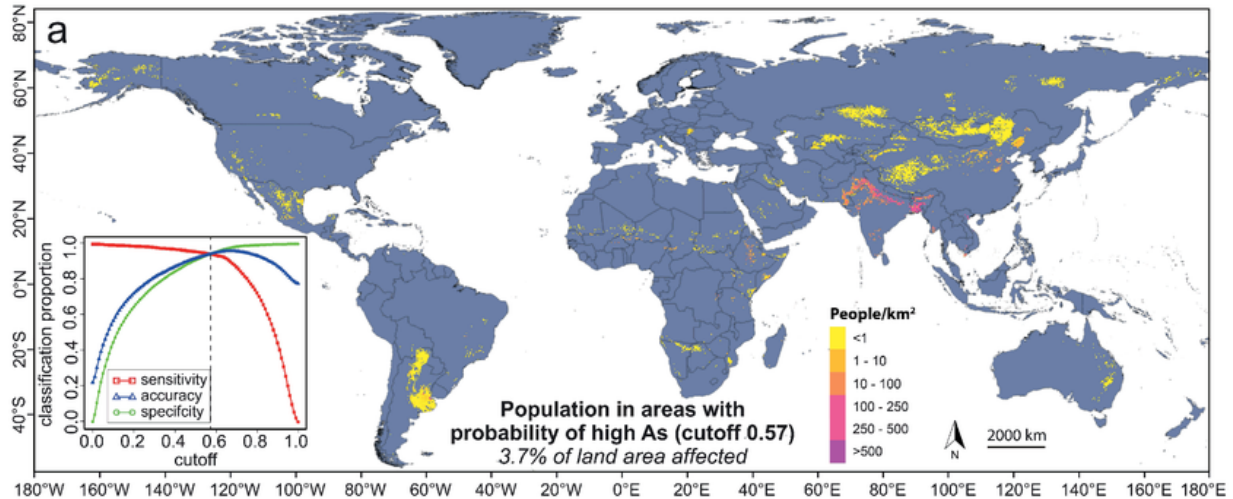 a
80°N
60°N
40°N
20°N
0°N
20°S
40°S
classification proportion
1.0
0.8
0.6
0.4
0.2
0.0
sensitivity
accuracy
specifcity
0.0 0.2 0.4 0.6 0.8 1.0
cutoff
Population in areas with
probability of high As (cutoff 0.57)
3.7% of land area affected
People/km²
<1
1 - 10
10 - 100
100 - 250
250 - 500
>500
N
2000 km
180°W 160°W 140°W 120°W 100°W 80°W 60°W 40°W 20°W 0°E 20°E 40°E 60°E 80°E 100°E 120°E 140°E 160°E 180°E